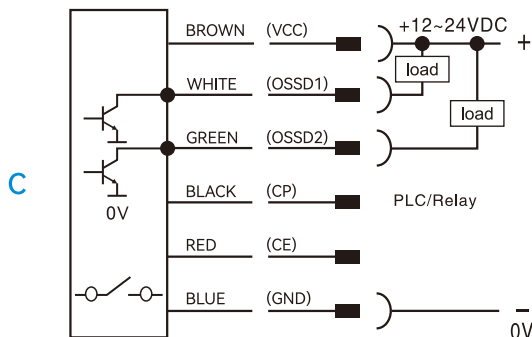 +12~24VDC
BROWN (VCC) +
load
WHITE (OSSD1)
load
GREEN (OSSD2)
C
BLACK (CP) PLC/Relay
0V
RED (CE)
BLUE (GND) −
0V